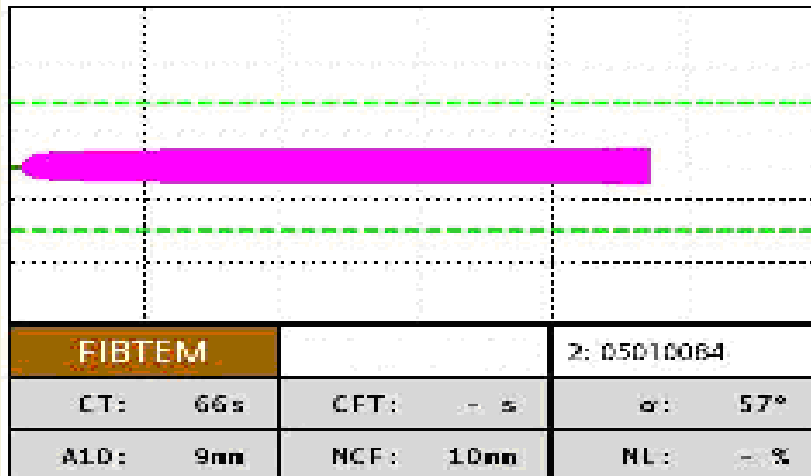 FIBTEM 2: 05010084
CT: 66s CFT: - s α: 57°
A10: 9mm MCF: 10mm ML: - %